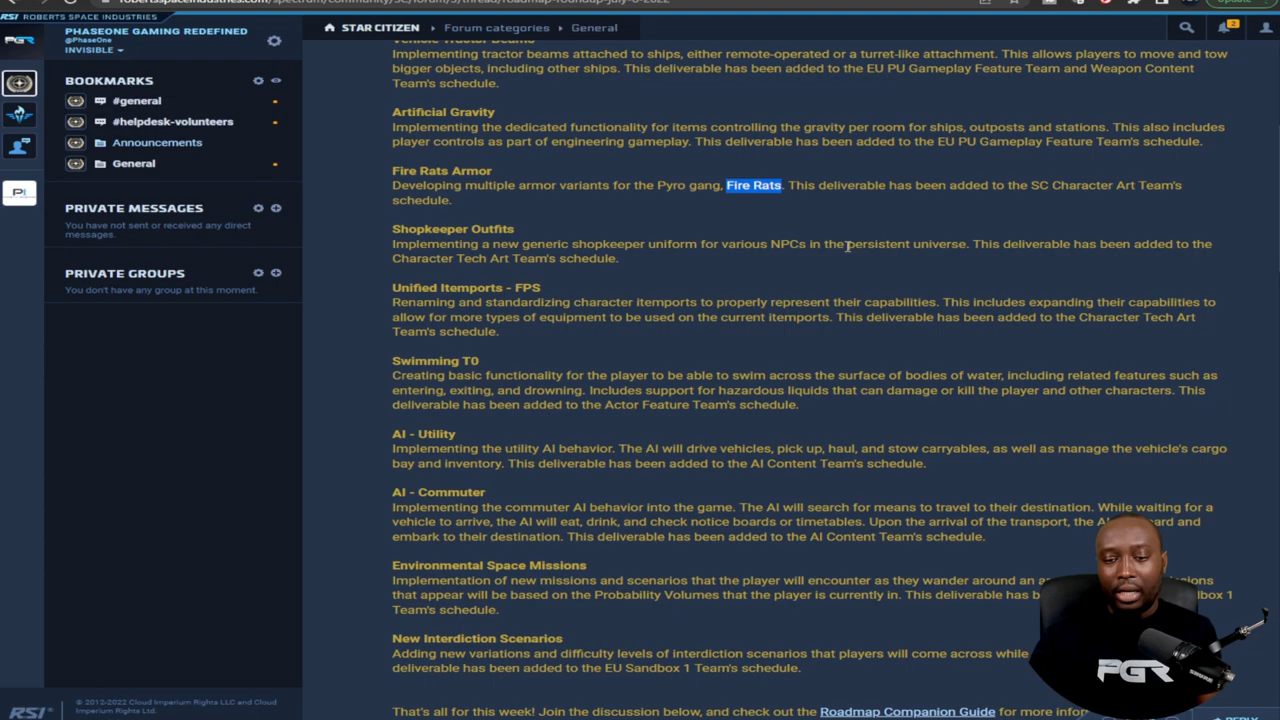 robertsspaceindustries.com/spectrum/community/SC/forum/3/thread/roadmap-roundup-july-6-2022
RSI ROBERTS SPACE INDUSTRIES
PGR
PHASEONE GAMING REDEFINED
@PhaseOne
INVISIBLE
STAR CITIZEN
Forum categories
General
2
BOOKMARKS
#general
#helpdesk-volunteers
Announcements
General
PRIVATE MESSAGES
You have not sent or received any direct
messages.
PRIVATE GROUPS
You don't have any group at this moment.
Vehicle Tractor Beams
Implementing tractor beams attached to ships, either remote-operated or a turret-like attachment. This allows players to move and tow
bigger objects, including other ships. This deliverable has been added to the EU PU Gameplay Feature Team and Weapon Content
Team's schedule.
Artificial Gravity
Implementing the dedicated functionality for items controlling the gravity per room for ships, outposts and stations. This also includes
player controls as part of engineering gameplay. This deliverable has been added to the EU PU Gameplay Feature Team's schedule.
Fire Rats Armor
Developing multiple armor variants for the Pyro gang, Fire Rats. This deliverable has been added to the SC Character Art Team's
schedule.
Shopkeeper Outfits
Implementing a new generic shopkeeper uniform for various NPCs in the persistent universe. This deliverable has been added to the
Character Tech Art Team's schedule.
Unified Itemports - FPS
Renaming and standardizing character itemports to properly represent their capabilities. This includes expanding their capabilities to
allow for more types of equipment to be used on the current itemports. This deliverable has been added to the Character Tech Art
Team's schedule.
Swimming T0
Creating basic functionality for the player to be able to swim across the surface of bodies of water, including related features such as
entering, exiting, and drowning. Includes support for hazardous liquids that can damage or kill the player and other characters. This
deliverable has been added to the Actor Feature Team's schedule.
AI - Utility
Implementing the utility AI behavior. The AI will drive vehicles, pick up, haul, and stow carryables, as well as manage the vehicle's cargo
bay and inventory. This deliverable has been added to the AI Content Team's schedule.
AI - Commuter
Implementing the commuter AI behavior into the game. The AI will search for means to travel to their destination. While waiting for a
vehicle to arrive, the AI will eat, drink, and check notice boards or timetables. Upon the arrival of the transport, the and
embark to their destination. This deliverable has been added to the AI Content Team's schedule.
Environmental Space Missions
Implementation of new missions and scenarios that the player will encounter as they wander around an
that appear will be based on the Probability Volumes that the player is currently in. This deliverable has 1
Team's schedule.
New Interdiction Scenarios
Adding new variations and difficulty levels of interdiction scenarios that players will come across while
deliverable has been added to the EU Sandbox 1 Team's schedule.
That's all for this week! Join the discussion below, and check out the Roadmap Companion Guide for more
© 2012-2022 Cloud Imperium Rights LLC and Cloud
Imperium Rights Ltd.
RSI
PGR
SHURE